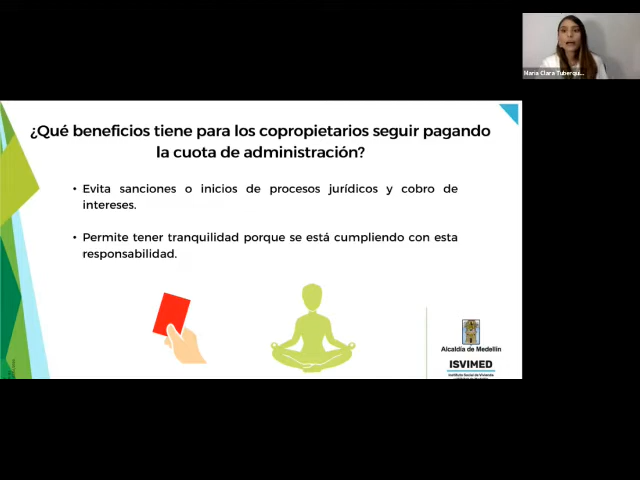 Maria Clara Tuberqui...
¿Qué beneficios tiene para los copropietarios seguir pagando
la cuota de administración?
• Evita sanciones o inicios de procesos jurídicos y cobro de
intereses.
• Permite tener tranquilidad porque se está cumpliendo con esta
responsabilidad.
Alcaldía de Medellín
ISVIMED
Instituto Social de Vivienda